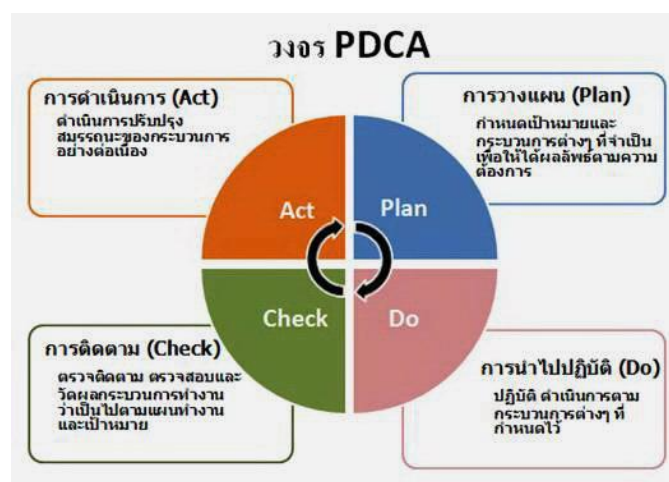 วงจร PDCA
การดำเนินการ (Act)
ดำเนินการปรับปรุง
สมรรถนะของกระบวนการ
อย่างต่อเนื่อง
การวางแผน (Plan)
กำหนดเป้าหมายและ
กระบวนการต่างๆ ที่จำเป็น
เพื่อให้ได้ผลลัพธ์ตามความ
ต้องการ
Act
Plan
Check
Do
การติดตาม (Check)
ตรวจติดตาม ตรวจสอบและ
วัดผลกระบวนการทำงาน
ว่าเป็นไปตามแผนทำงาน
และเป้าหมาย
การนำไปปฏิบัติ (Do)
ปฏิบัติ ดำเนินการตาม
กระบวนการต่างๆ ที่
กำหนดไว้